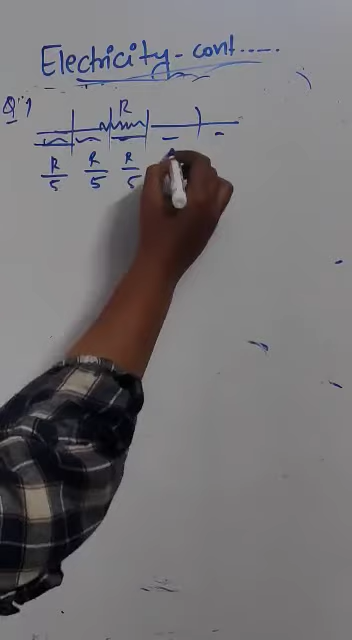 Electricity - cont.....
Q.1
R
R/5 R/5 R/5